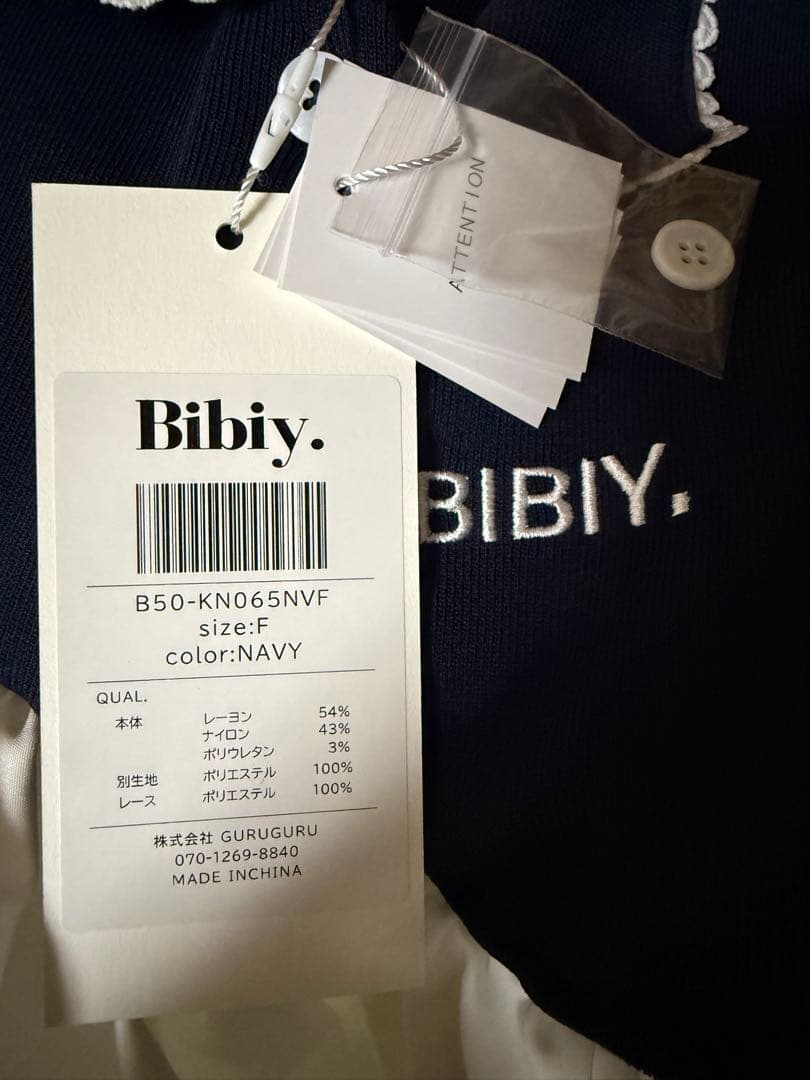 ATTENTION
BIBIY.
Bibiy.
B50-KN065NVF
size:F
color:NAVY
QUAL.
本体 レーヨン 54%
ナイロン 43%
ポリウレタン 3%
別生地 ポリエステル 100%
レース ポリエステル 100%
株式会社 GURUGURU
070-1269-8840
MADE INCHINA